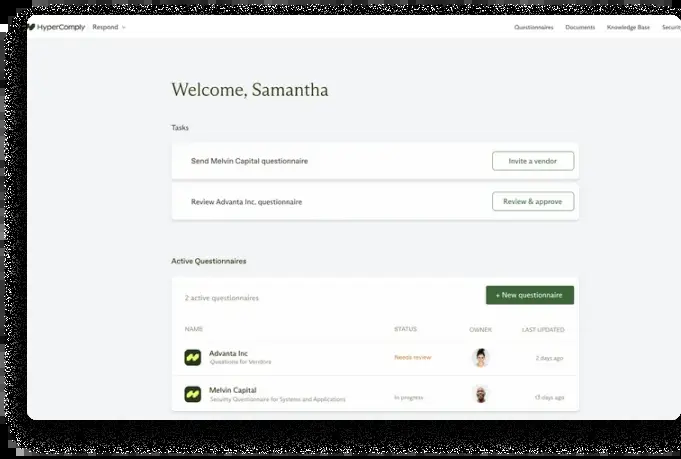 HyperComply Respond Questionnaires Documents Knowledge Base Security
Welcome, Samantha
Tasks
Send Melvin Capital questionnaire Invite a vendor
Review Advanta Inc. questionnaire Review & approve
Active Questionnaires
2 active questionnaires + New questionnaire
NAME STATUS OWNER LAST UPDATED
Advanta Inc
Questions for Vendors Needs review 2 days ago
Melvin Capital
Security Questionnaire for Systems and Applications In progress 13 days ago